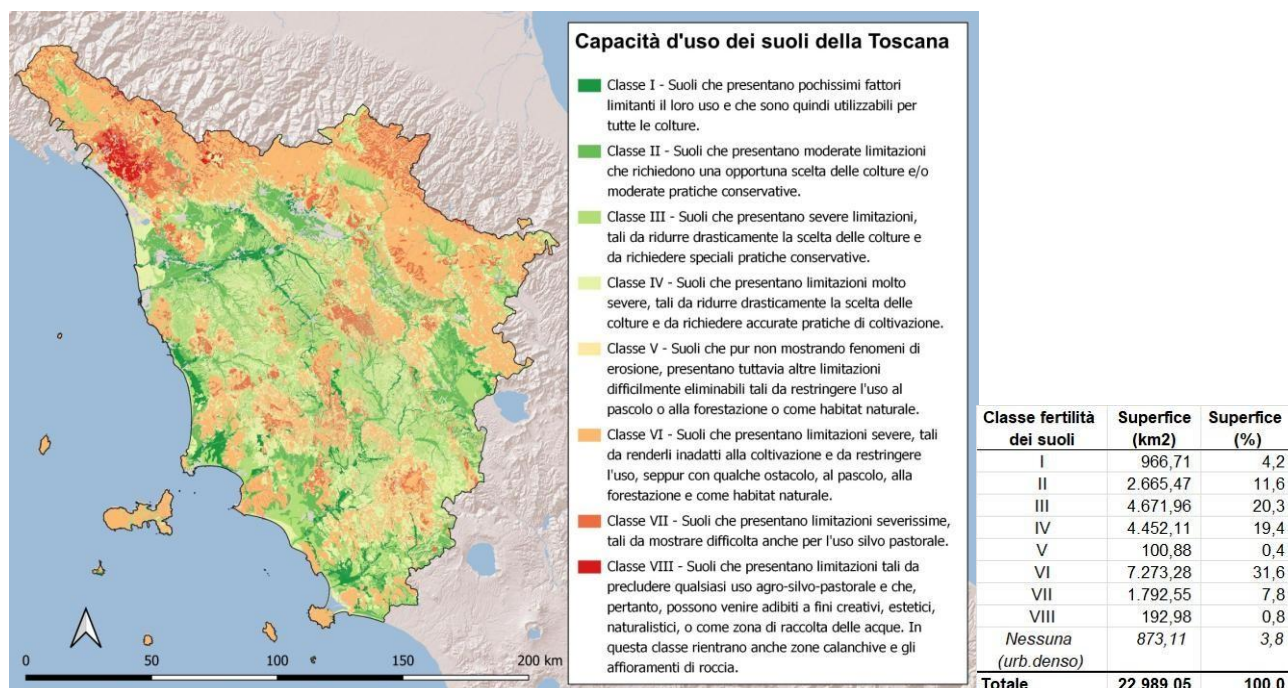 Capacità d'uso dei suoli della Toscana
Classe I - Suoli che presentano pochissimi fattori
limitanti il loro uso e che sono quindi utilizzabili per
tutte le colture.
Classe II - Suoli che presentano moderate limitazioni
che richiedono una opportuna scelta delle colture e/o
moderate pratiche conservative.
Classe III - Suoli che presentano severe limitazioni,
tali da ridurre drasticamente la scelta delle colture e
da richiedere speciali pratiche conservative.
Classe IV - Suoli che presentano limitazioni molto
severe, tali da ridurre drasticamente la scelta delle
colture e da richiedere accurate pratiche di coltivazione.
Classe V - Suoli che pur non mostrando fenomeni di
erosione, presentano tuttavia altre limitazioni
difficilmente eliminabili tali da restringere l'uso al
pascolo o alla forestazione o come habitat naturale.
Classe VI - Suoli che presentano limitazioni severe, tali
da renderli inadatti alla coltivazione e da restringere
l'uso, seppur con qualche ostacolo, al pascolo, alla
forestazione e come habitat naturale.
Classe VII - Suoli che presentano limitazioni severissime,
tali da mostrare difficolta anche per l'uso silvo pastorale.
Classe VIII - Suoli che presentano limitazioni tali da
precludere qualsiasi uso agro-silvo-pastorale e che,
pertanto, possono venire adibiti a fini creativi, estetici,
naturalistici, o come zona di raccolta delle acque. In
questa classe rientrano anche zone calanchive e gli
affioramenti di roccia.
0 50 100 150 200 km
Classe fertilità Superfice Superfice
dei suoli (km2) (%)
I 966,71 4,2
II 2.665,47 11,6
III 4.671,96 20,3
IV 4.452,11 19,4
V 100,88 0,4
VI 7.273,28 31,6
VII 1.792,55 7,8
VIII 192,98 0,8
Nessuna 873,11 3,8
(urb.denso)
Totale 22.989,05 100,0